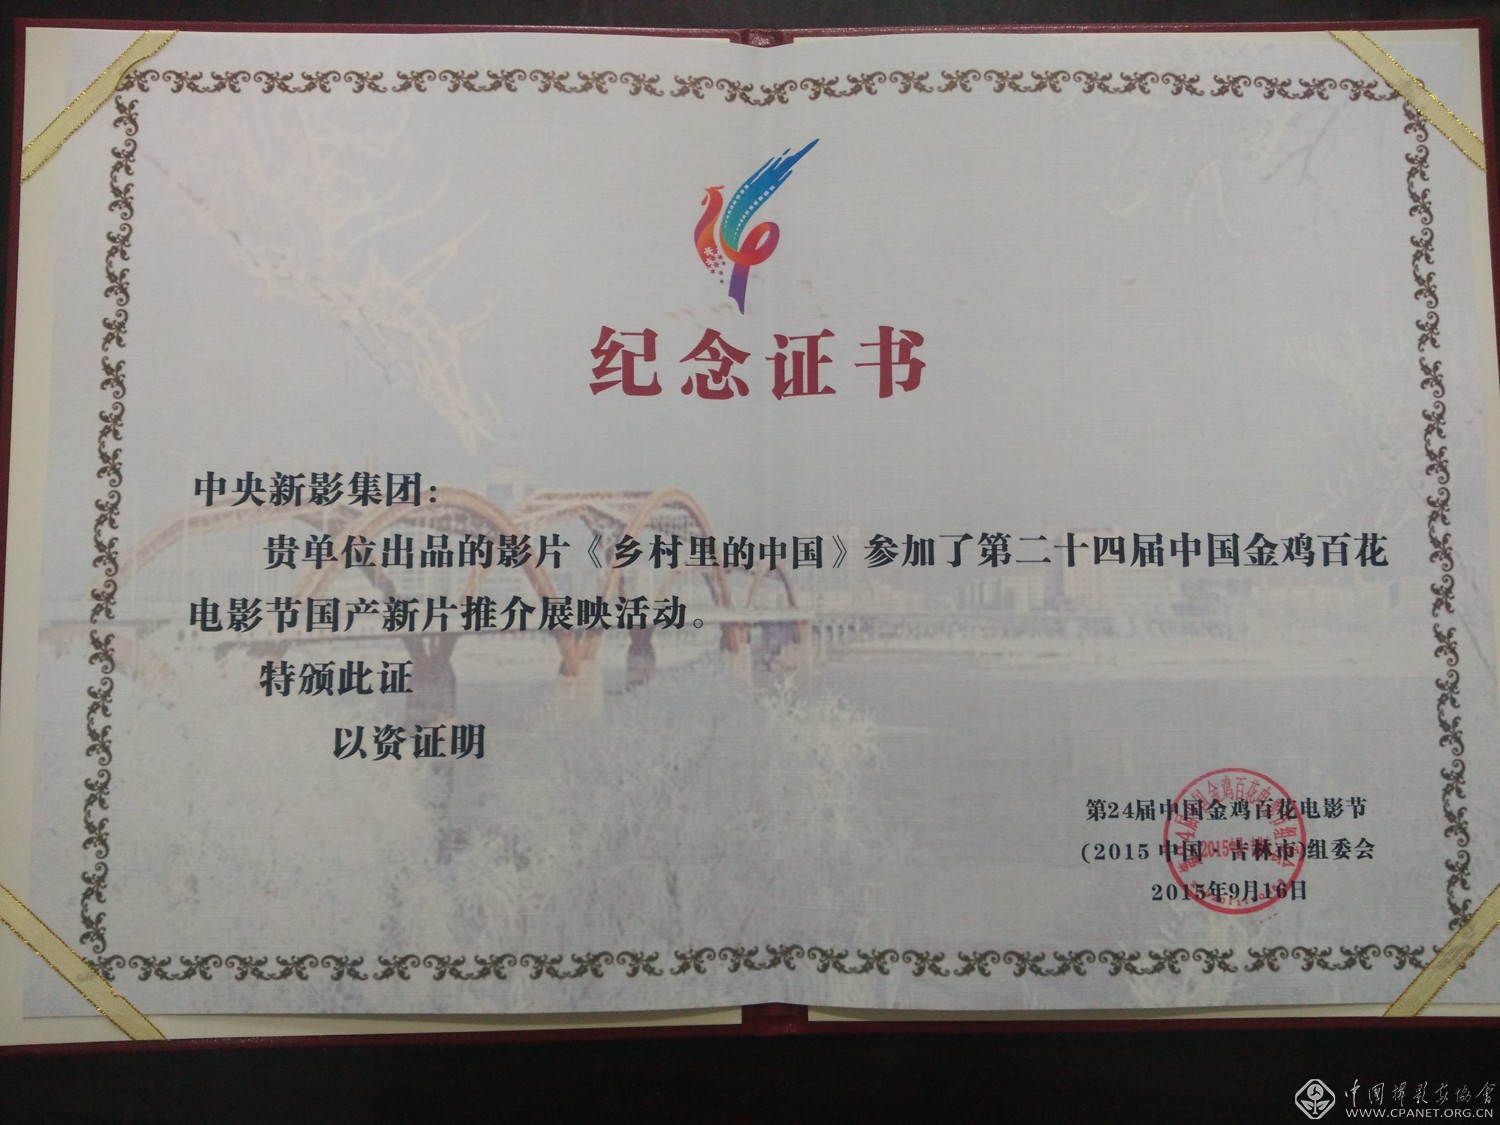 纪念证书
中央新影集团:
贵单位出品的影片《乡村里的中国》参加了第二十四届中国金鸡百花
电影节国产新片推介展映活动。
特颁此证
以资证明
第24届中国金鸡百花电影节
(2015 中国·吉林市)组委会
2015年9月16日
中国摄影家协会
WWW.CPANET.ORG.CN